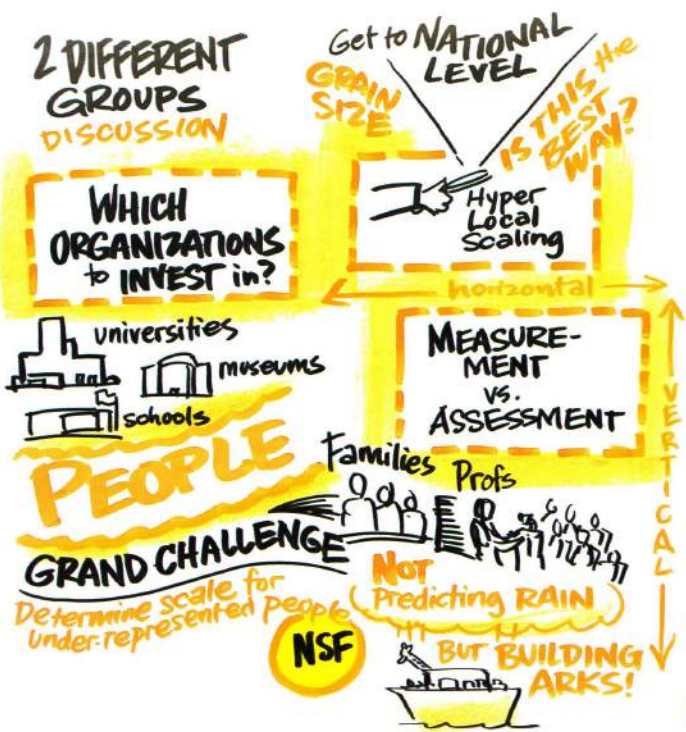 2 DIFFERENT
GROUPS
DISCUSSION
Get to NATIONAL
LEVEL
GRAIN
SIZE
IS THIS the
BEST
WAY?
WHICH
ORGANIZATIONS
to INVEST in?
Hyper
Local
Scaling
horizontal
VERTICAL
universities
museums
schools
MEASURE-
MENT
vs.
ASSESSMENT
PEOPLE
Families Profs
GRAND CHALLENGE
Determine scale for
under-represented people
NOT
Predicting RAIN
NSF
BUT BUILDING
ARKS!